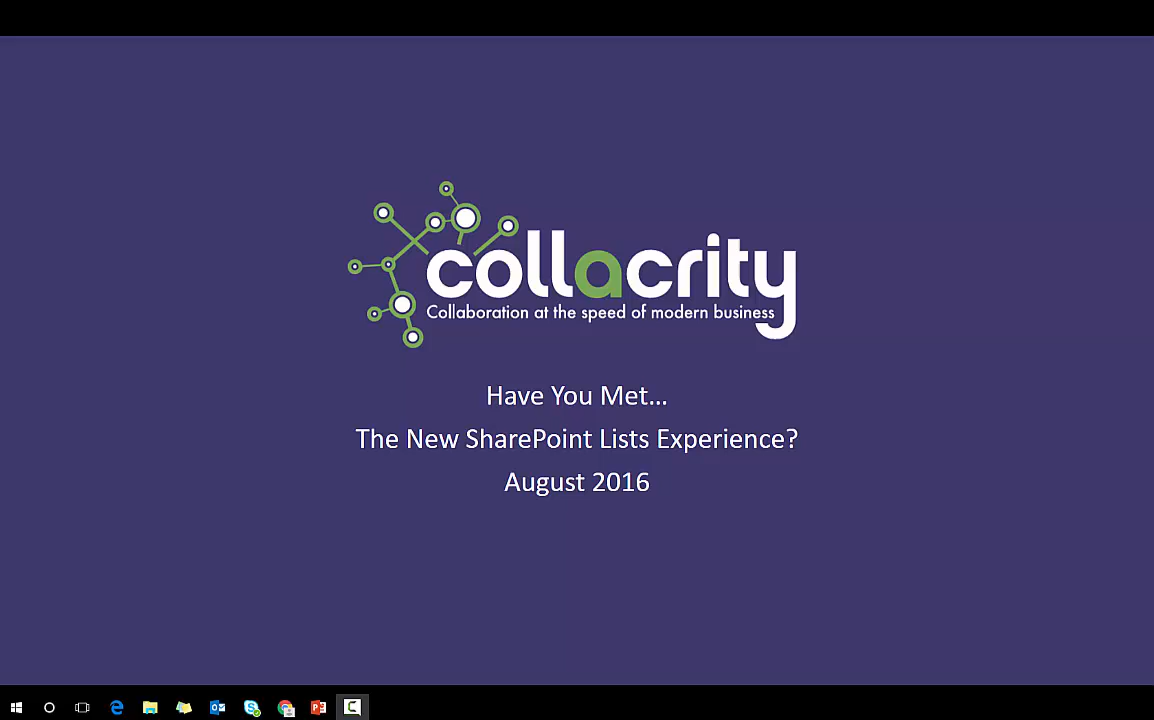 collacrity
Collaboration at the speed of modern business
Have You Met...
The New SharePoint Lists Experience?
August 2016